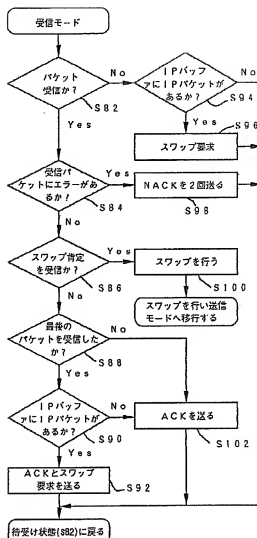 受信モード
パケット
受信か?
No
IPバッフ
ァにIPパケットが
あるか?
No
S82
S94
Yes
Yes
S96
スワップ要求
受信パ
ケットにエラーがあ
るか?
Yes
NACKを2回送る
S84
S98
No
スワップ肯定
を受信か?
Yes
スワップを行う
S86
S100
No
スワップを行い送信
モードへ移行する
最後の
パケットを受信した
か?
No
S88
Yes
IPバッフ
ァにIPパケットが
あるか?
No
ACKを送る
S90
S102
Yes
ACKとスワップ
要求を送る
S92
待受け状態(S82)に戻る